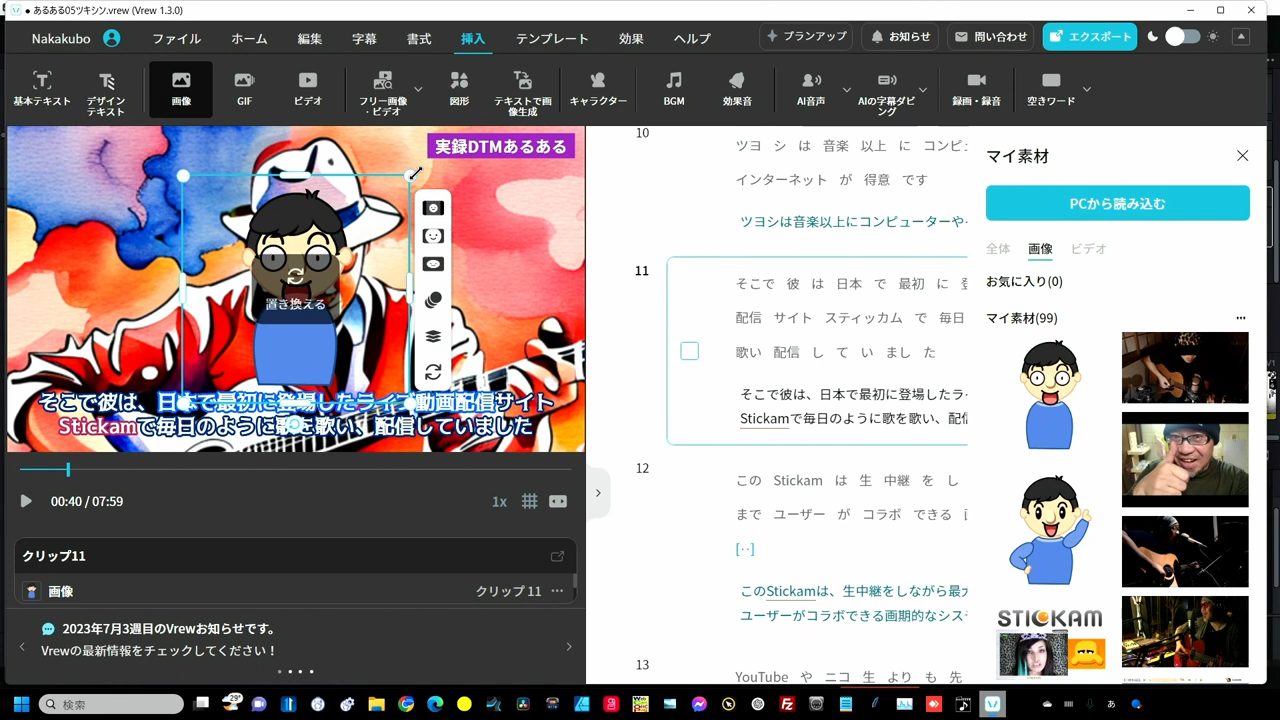 ● あるある05ツキシン.vrew (Vrew 1.3.0)
Nakakubo ファイル ホーム 編集 字幕 書式 挿入 テンプレート 効果 ヘルプ プランアップ お知らせ 問い合わせ エクスポート
基本テキスト デザインテキスト 画像 GIF ビデオ フリー画像・ビデオ 図形 テキストで画像生成 キャラクター BGM 効果音 AI音声 AIの字幕ダビング 録画・録音 空きワード
実録DTMあるある
置き換える
そこで彼は、日本で最初に登場したライブ動画配信サイト
Stickamで毎日のように歌を歌い、配信していました
00:40 / 07:59
1x
クリップ11
画像 クリップ 11
2023年7月3週目のVrewお知らせです。
Vrewの最新情報をチェックしてください！
10
ツヨ シ は 音楽 以上 に コンピ
インターネット が 得意 です
ツヨシは音楽以上にコンピューターや
11
そこで 彼 は 日本 で 最初 に
配信 サイト スティッカム で 毎日
歌い 配信 し て い まし た
そこで彼は、日本で最初に登場したラ
Stickamで毎日のように歌を歌い、配
12
この Stickam は 生 中継 を し
まで ユーザー が コラボ できる
[··]
このStickamは、生中継をしながら最
ユーザーがコラボできる画期的なシス
13
YouTube や ニコ 生 より も 先
マイ素材
PCから読み込む
全体 画像 ビデオ
お気に入り(0)
マイ素材(99)
STICKAM
検索
29°
あ